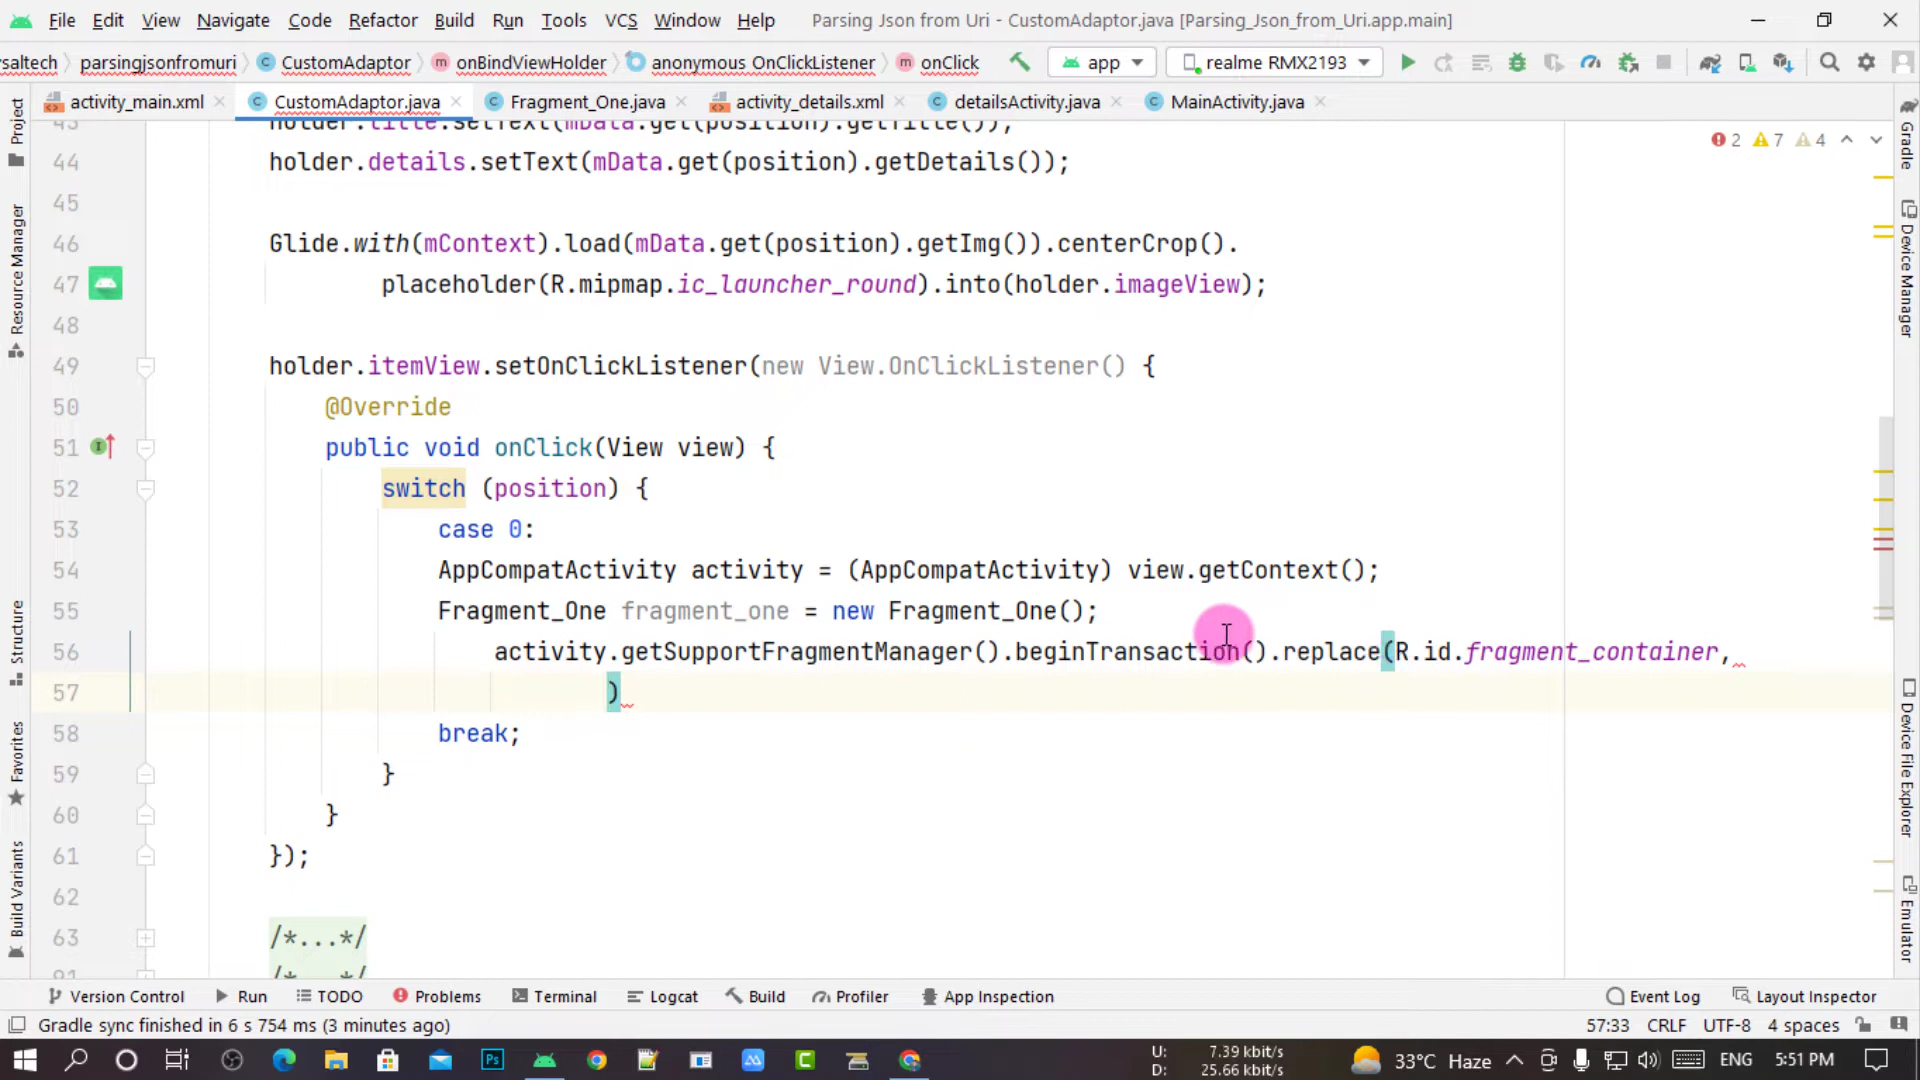 File Edit View Navigate Code Refactor Build Run Tools VCS Window Help Parsing Json from Uri - CustomAdaptor.java [Parsing_Json_from_Uri.app.main]
saltech parsingjsonfromuri CustomAdaptor onBindViewHolder anonymous OnClickListener onClick app realme RMX2193
activity_main.xml CustomAdaptor.java Fragment_One.java activity_details.xml detailsActivity.java MainActivity.java
holder.title.setText(mData.get(position).getTitle());
44 holder.details.setText(mData.get(position).getDetails());
2 7 4
45
46 Glide.with(mContext).load(mData.get(position).getImg()).centerCrop().
47 placeholder(R.mipmap.ic_launcher_round).into(holder.imageView);
48
49 holder.itemView.setOnClickListener(new View.OnClickListener() {
50 @Override
51 public void onClick(View view) {
52 switch (position) {
53 case 0:
54 AppCompatActivity activity = (AppCompatActivity) view.getContext();
55 Fragment_One fragment_one = new Fragment_One();
56 activity.getSupportFragmentManager().beginTransaction().replace(R.id.fragment_container,
57 )
58 break;
59 }
60 }
61 });
62
63 /*...*/
Project
Resource Manager
Structure
Favorites
Build Variants
Gradle
Device Manager
Device File Explorer
Emulator
Version Control Run TODO Problems Terminal Logcat Build Profiler App Inspection Event Log Layout Inspector
Gradle sync finished in 6 s 754 ms (3 minutes ago) 57:33 CRLF UTF-8 4 spaces
U: 7.39 kbit/s
D: 25.66 kbit/s
33°C Haze ENG 5:51 PM